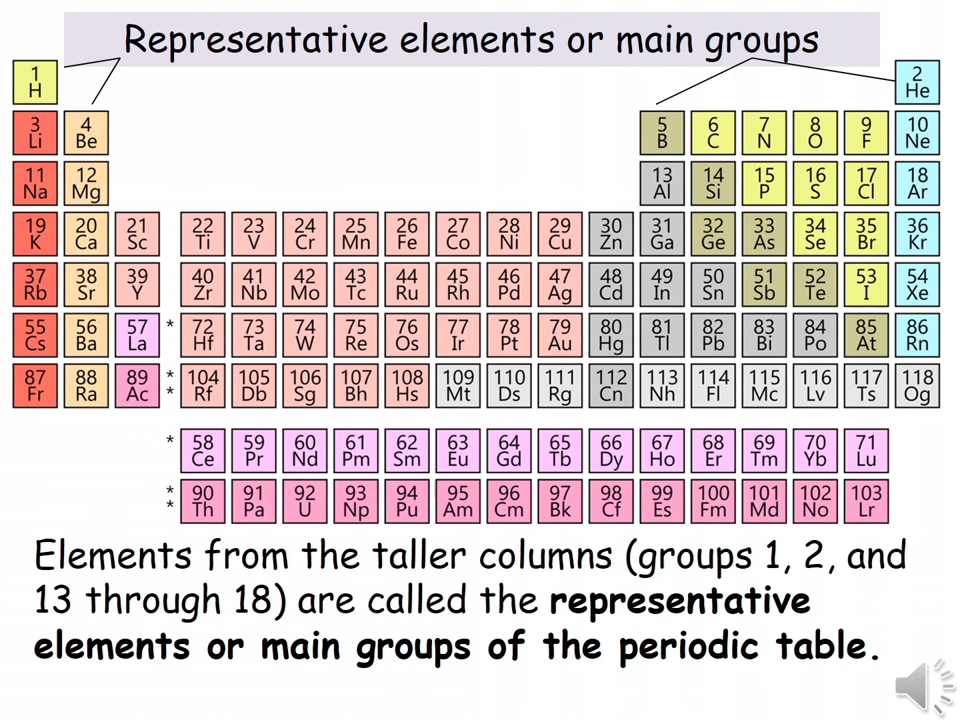 Representative elements or main groups
1 2
H He
3 4 5 6 7 8 9 10
Li Be B C N O F Ne
11 12 13 14 15 16 17 18
Na Mg Al Si P S Cl Ar
19 20 21 22 23 24 25 26 27 28 29 30 31 32 33 34 35 36
K Ca Sc Ti V Cr Mn Fe Co Ni Cu Zn Ga Ge As Se Br Kr
37 38 39 40 41 42 43 44 45 46 47 48 49 50 51 52 53 54
Rb Sr Y Zr Nb Mo Tc Ru Rh Pd Ag Cd In Sn Sb Te I Xe
55 56 57 * 72 73 74 75 76 77 78 79 80 81 82 83 84 85 86
Cs Ba La Hf Ta W Re Os Ir Pt Au Hg Tl Pb Bi Po At Rn
87 88 89 * 104 105 106 107 108 109 110 111 112 113 114 115 116 117 118
Fr Ra Ac * Rf Db Sg Bh Hs Mt Ds Rg Cn Nh Fl Mc Lv Ts Og
* 58 59 60 61 62 63 64 65 66 67 68 69 70 71
Ce Pr Nd Pm Sm Eu Gd Tb Dy Ho Er Tm Yb Lu
* 90 91 92 93 94 95 96 97 98 99 100 101 102 103
* Th Pa U Np Pu Am Cm Bk Cf Es Fm Md No Lr
Elements from the taller columns (groups 1, 2, and
13 through 18) are called the representative
elements or main groups of the periodic table.